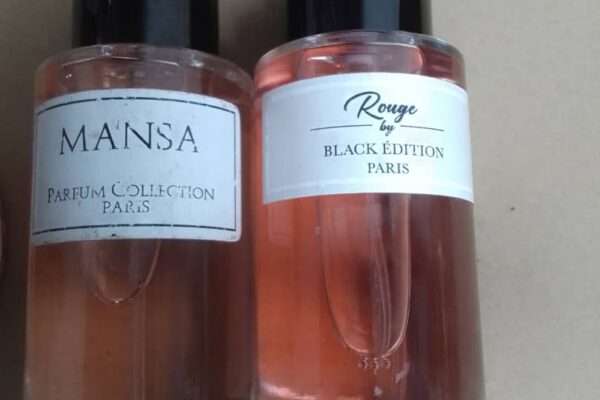 MANSA
PARFUM COLLECTION
PARIS
Rouge
by
BLACK ÉDITION
PARIS